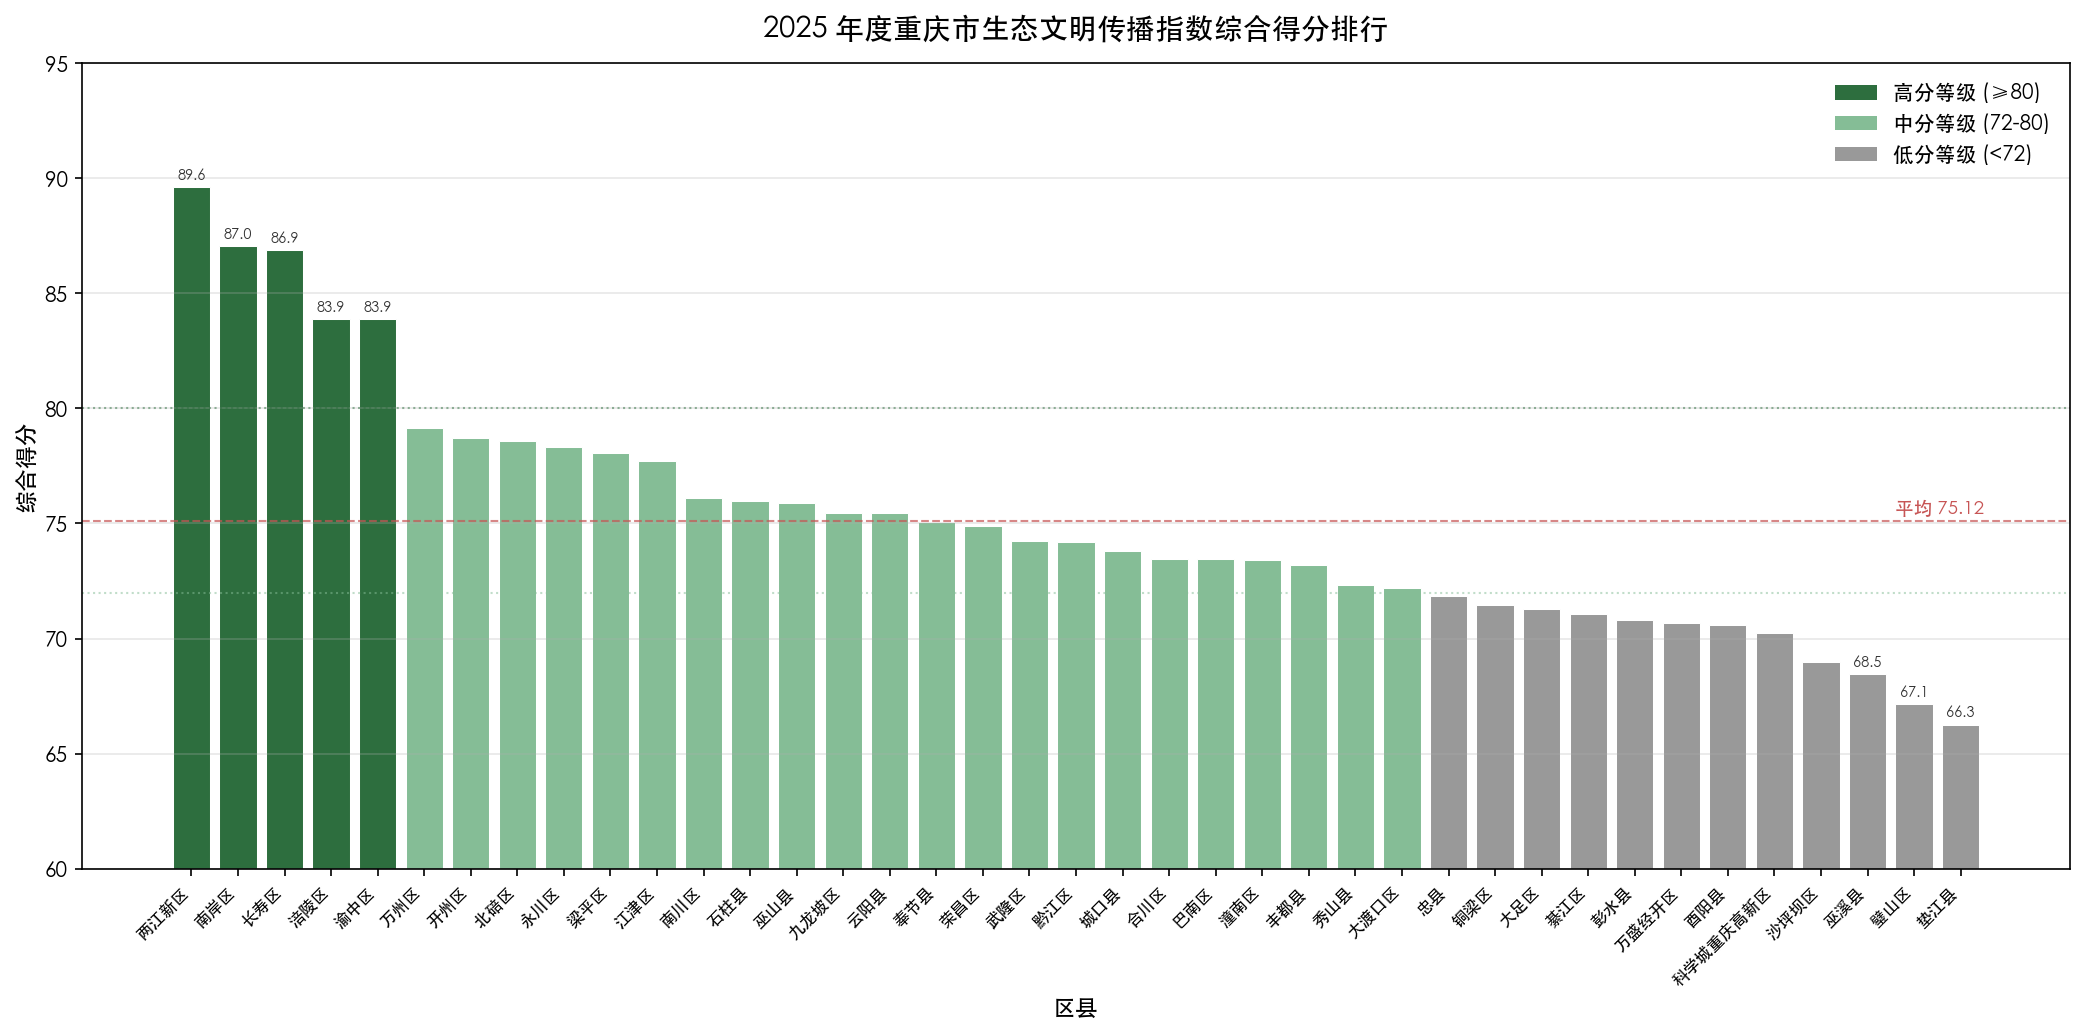 2025 年度重庆市生态文明传播指数综合得分排行
95
90
85
80
75
70
65
60
综合得分
高分等级 (⩾80)
中分等级 (72-80)
低分等级 (<72)
89.6
87.0
86.9
83.9
83.9
平均 75.12
68.5
67.1
66.3
两江新区
南岸区
长寿区
涪陵区
渝中区
万州区
开州区
北碚区
永川区
梁平区
江津区
南川区
石柱县
巫山县
九龙坡区
云阳县
奉节县
荣昌区
武隆区
黔江区
城口县
合川区
巴南区
潼南区
丰都县
秀山县
大渡口区
忠县
铜梁区
大足区
綦江区
彭水县
万盛经开区
酉阳县
科学城重庆高新区
沙坪坝区
巫溪县
璧山区
垫江县
区县